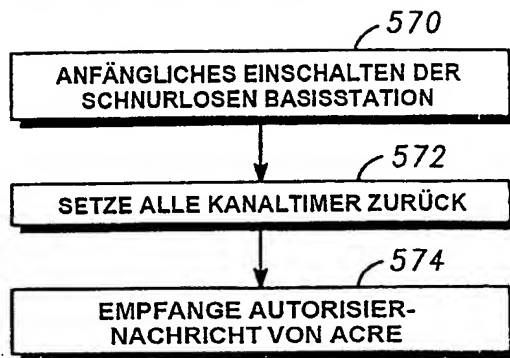 570
ANFÄNGLICHES EINSCHALTEN DER
SCHNURLOSEN BASISSTATION
572
SETZE ALLE KANALTIMER ZURÜCK
574
EMPFANGE AUTORISIER-
NACHRICHT VON ACRE